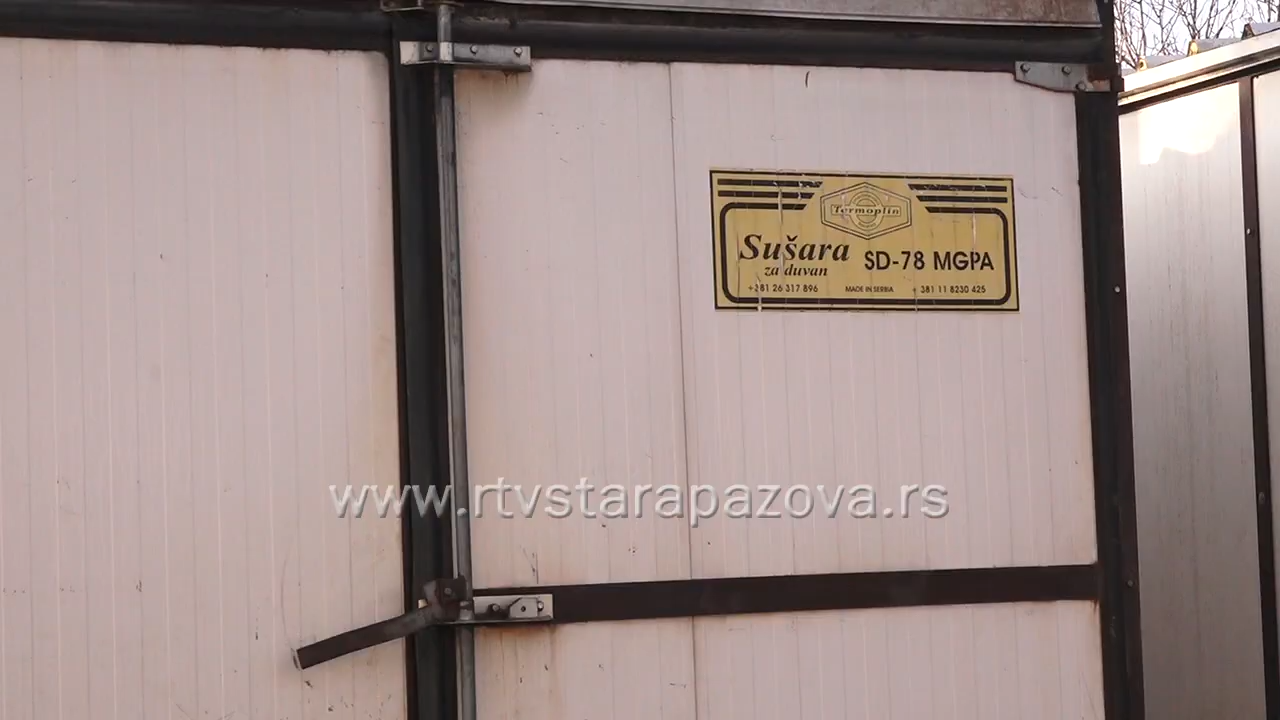 Termoplin
Sušara
za duvan
SD-78 MGPA
+381 26 317 896
MADE IN SERBIA
+ 381 11 8230 425
www.rtvstarapazova.rs